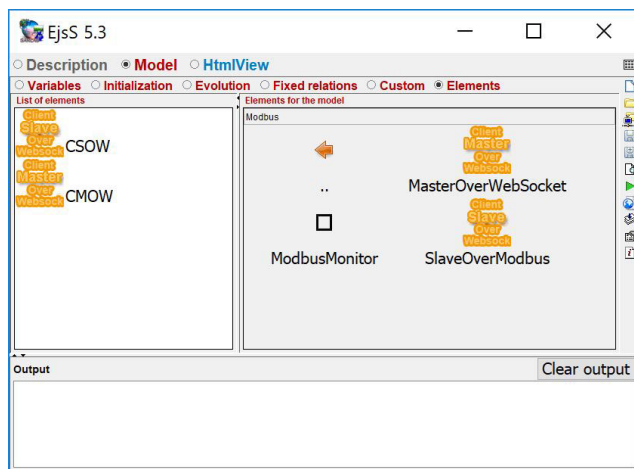 EjsS 5.3
Description Model HtmlView
Variables Initialization Evolution Fixed relations Custom Elements
List of elements
Client
Slave
Over
Websock
CSOW
Client
Master
Over
Websock
CMOW
Elements for the model
Modbus
..
Client
Master
Over
Websock
MasterOverWebSocket
ModbusMonitor
Client
Slave
Over
Websock
SlaveOverModbus
Output
Clear output